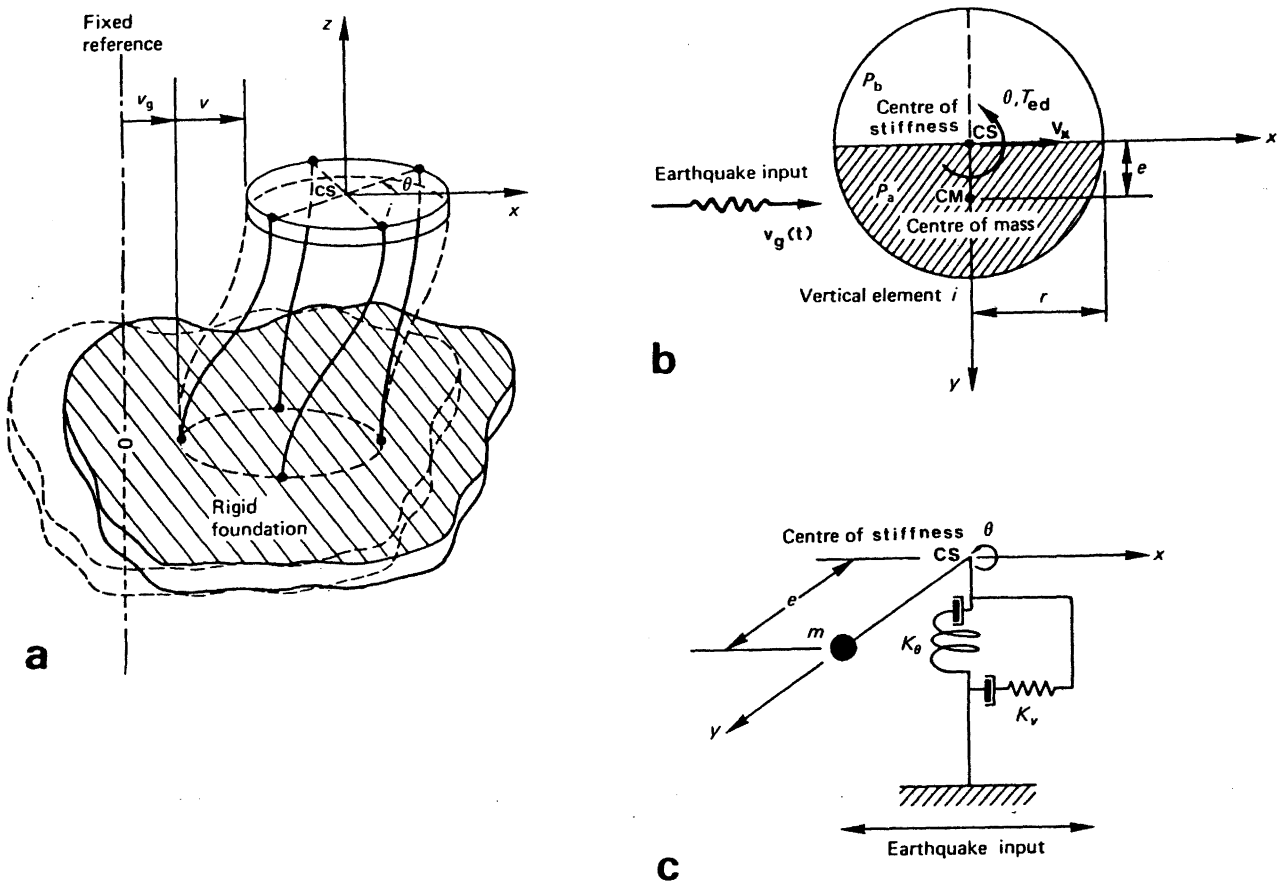 Fixed
reference
z
v_g
v
CS
θ
x
O
Rigid
foundation
a
P_b
θ, T_ed
Centre of
stiffness
CS
v_x
x
e
Earthquake input
P_a
CM
Centre of mass
v_g(t)
Vertical element i
r
b
y
Centre of stiffness
θ
CS
x
e
m
K_θ
y
K_v
Earthquake input
c